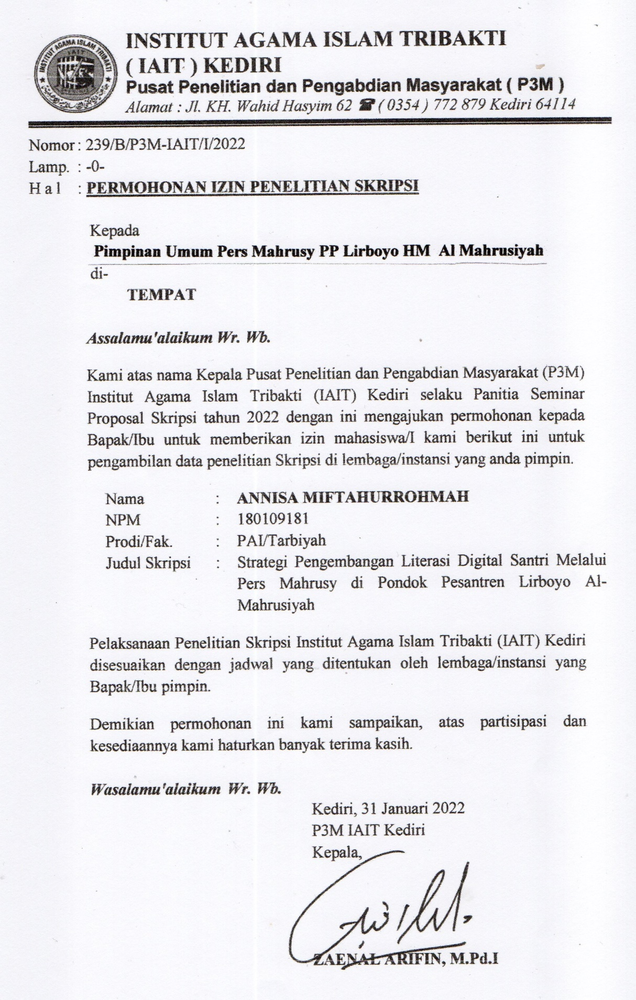 INSTITUT AGAMA ISLAM TRIBAKTI
INSTITUT AGAMA ISLAM TRIBAKTI
( IAIT ) KEDIRI
Pusat Penelitian dan Pengabdian Masyarakat ( P3M )
Alamat : Jl. KH. Wahid Hasyim 62 ☎ ( 0354 ) 772 879 Kediri 64114
Nomor : 239/B/P3M-IAIT/I/2022
Lamp. : -0-
H a l : PERMOHONAN IZIN PENELITIAN SKRIPSI
Kepada
Pimpinan Umum Pers Mahrusy PP Lirboyo HM Al Mahrusiyah
di-
TEMPAT
Assalamu'alaikum Wr. Wb.
Kami atas nama Kepala Pusat Penelitian dan Pengabdian Masyarakat (P3M)
Institut Agama Islam Tribakti (IAIT) Kediri selaku Panitia Seminar
Proposal Skripsi tahun 2022 dengan ini mengajukan permohonan kepada
Bapak/Ibu untuk memberikan izin mahasiswa/I kami berikut ini untuk
pengambilan data penelitian Skripsi di lembaga/instansi yang anda pimpin.
Nama : ANNISA MIFTAHURROHMAH
NPM : 180109181
Prodi/Fak. : PAI/Tarbiyah
Judul Skripsi : Strategi Pengembangan Literasi Digital Santri Melalui
Pers Mahrusy di Pondok Pesantren Lirboyo Al-
Mahrusiyah
Pelaksanaan Penelitian Skripsi Institut Agama Islam Tribakti (IAIT) Kediri
disesuaikan dengan jadwal yang ditentukan oleh lembaga/instansi yang
Bapak/Ibu pimpin.
Demikian permohonan ini kami sampaikan, atas partisipasi dan
kesediaannya kami haturkan banyak terima kasih.
Wasalamu'alaikum Wr. Wb.
Kediri, 31 Januari 2022
P3M IAIT Kediri
Kepala,
ZAENAL ARIFIN, M.Pd.I